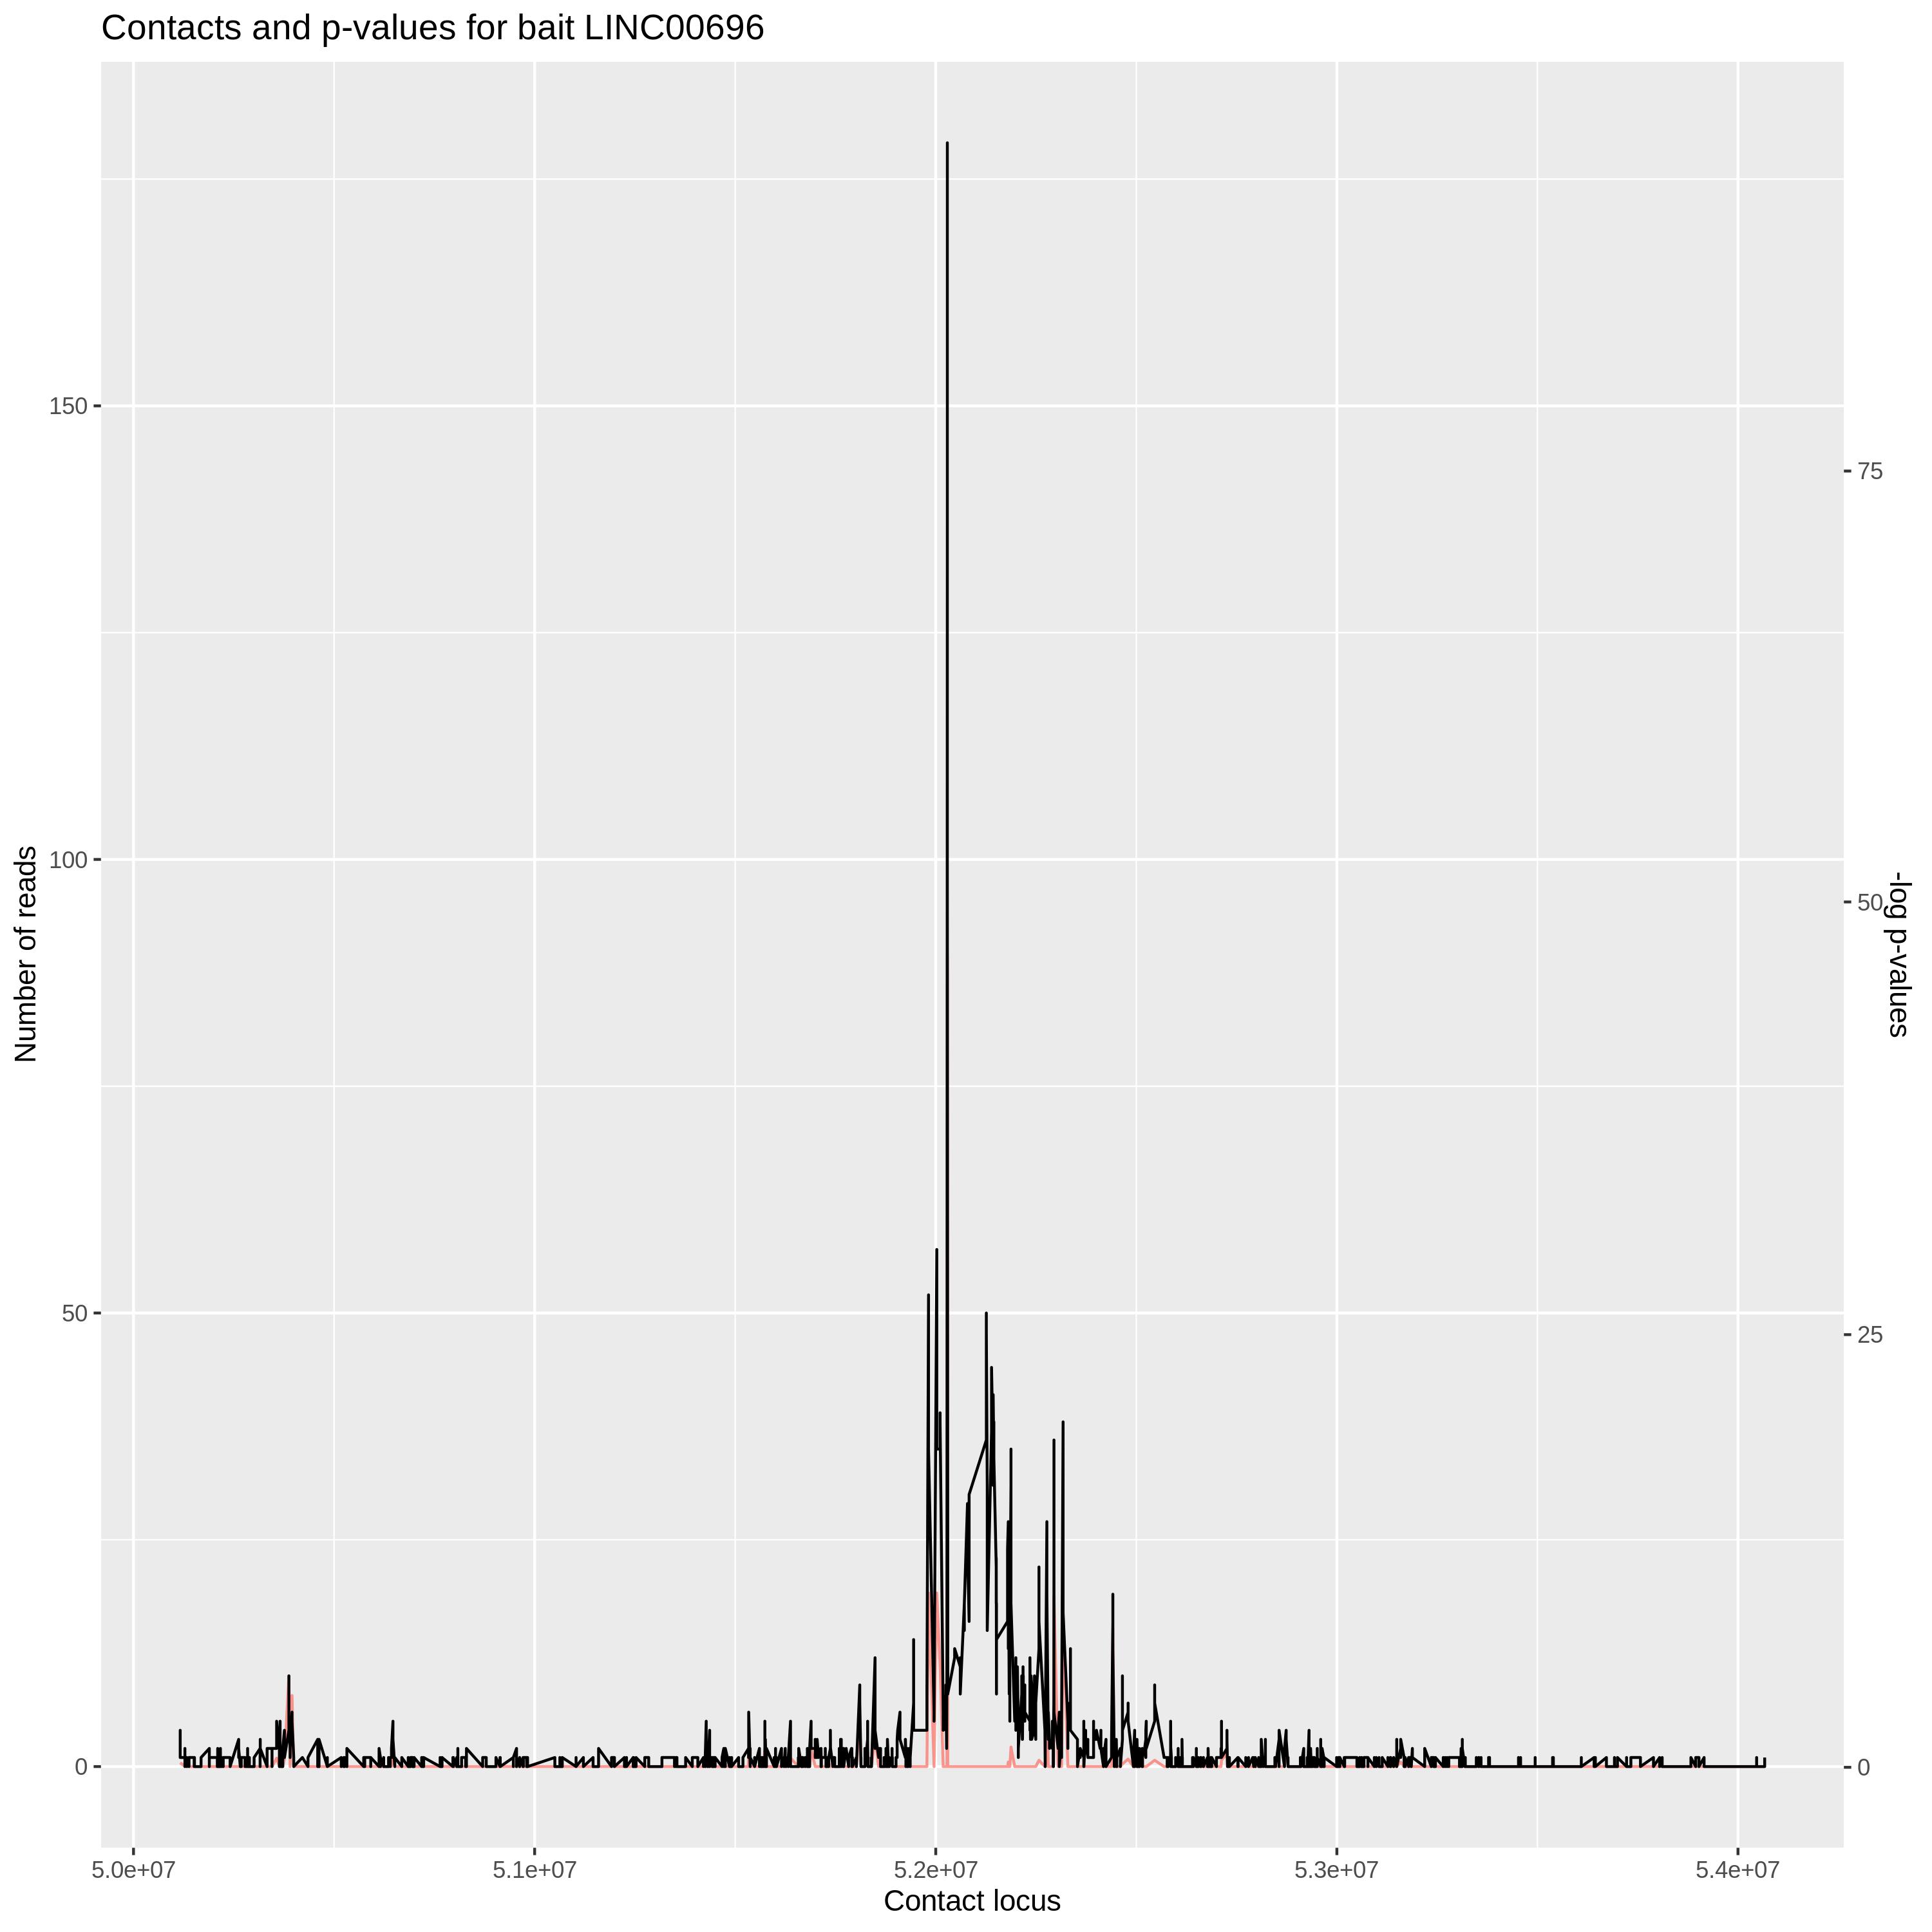 Contacts and p-values for bait LINC00696
150
100
50
0
Number of reads
75
50
25
0
-log p-values
5.0e+07
5.1e+07
5.2e+07
5.3e+07
5.4e+07
Contact locus